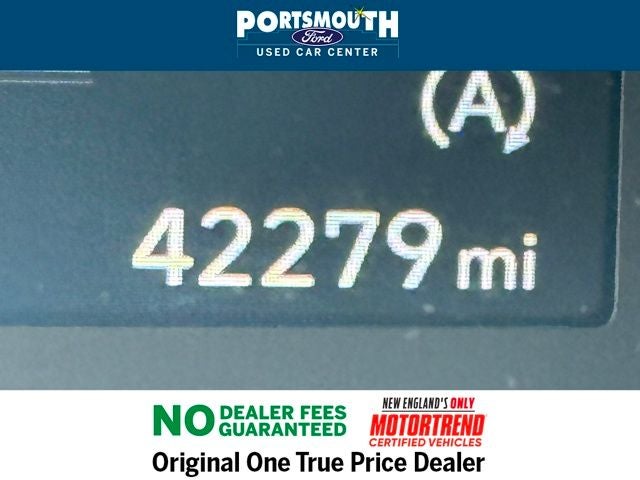 PORTSMOUTH
Ford
USED CAR CENTER
A
42279 mi
NO DEALER FEES
GUARANTEED
NEW ENGLAND'S ONLY
MOTORTREND
CERTIFIED VEHICLES
Original One True Price Dealer